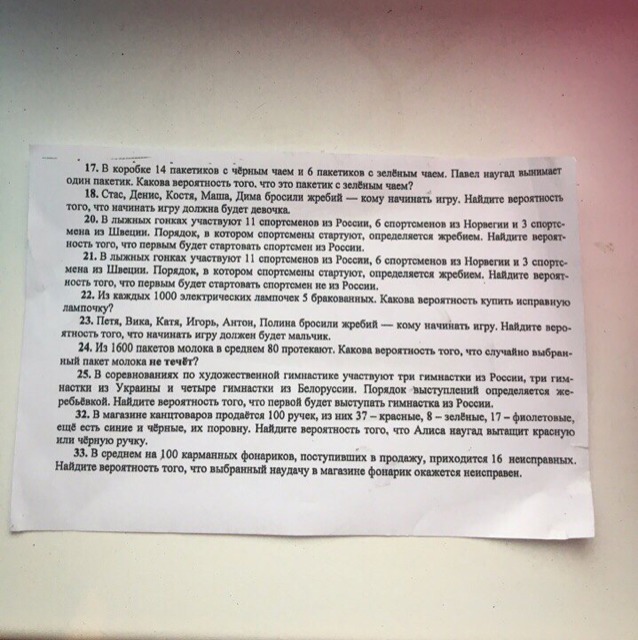 17. В коробке 14 пакетиков с чёрным чаем и 6 пакетиков с зелёным чаем. Павел наугад вынимает
один пакетик. Какова вероятность того, что это пакетик с зелёным чаем?
18. Стас, Денис, Костя, Маша, Дима бросили жребий — кому начинать игру. Найдите вероятность
того, что начинать игру должна будет девочка.
20. В лыжных гонках участвуют 11 спортсменов из России, 6 спортсменов из Норвегии и 3 спортс-
мена из Швеции. Порядок, в котором спортсмены стартуют, определяется жребием. Найдите вероят-
ность того, что первым будет стартовать спортсмен из России.
21. В лыжных гонках участвуют 11 спортсменов из России, 6 спортсменов из Норвегии и 3 спортс-
мена из Швеции. Порядок, в котором спортсмены стартуют, определяется жребием. Найдите вероят-
ность того, что первым будет стартовать спортсмен не из России.
22. Из каждых 1000 электрических лампочек 5 бракованных. Какова вероятность купить исправную
лампочку?
23. Петя, Вика, Катя, Игорь, Антон, Полина бросили жребий — кому начинать игру. Найдите веро-
ятность того, что начинать игру должен будет мальчик.
24. Из 1600 пакетов молока в среднем 80 протекают. Какова вероятность того, что случайно выбран-
ный пакет молока не течёт?
25. В соревнованиях по художественной гимнастике участвуют три гимнастки из России, три гим-
настки из Украины и четыре гимнастки из Белоруссии. Порядок выступлений определяется же-
ребьёвкой. Найдите вероятность того, что первой будет выступать гимнастка из России.
32. В магазине канцтоваров продаётся 100 ручек, из них 37 – красные, 8 – зелёные, 17 – фиолетовые,
ещё есть синие и чёрные, их поровну. Найдите вероятность того, что Алиса наугад вытащит красную
или чёрную ручку.
33. В среднем на 100 карманных фонариков, поступивших в продажу, приходится 16 неисправных.
Найдите вероятность того, что выбранный наудачу в магазине фонарик окажется неисправен.